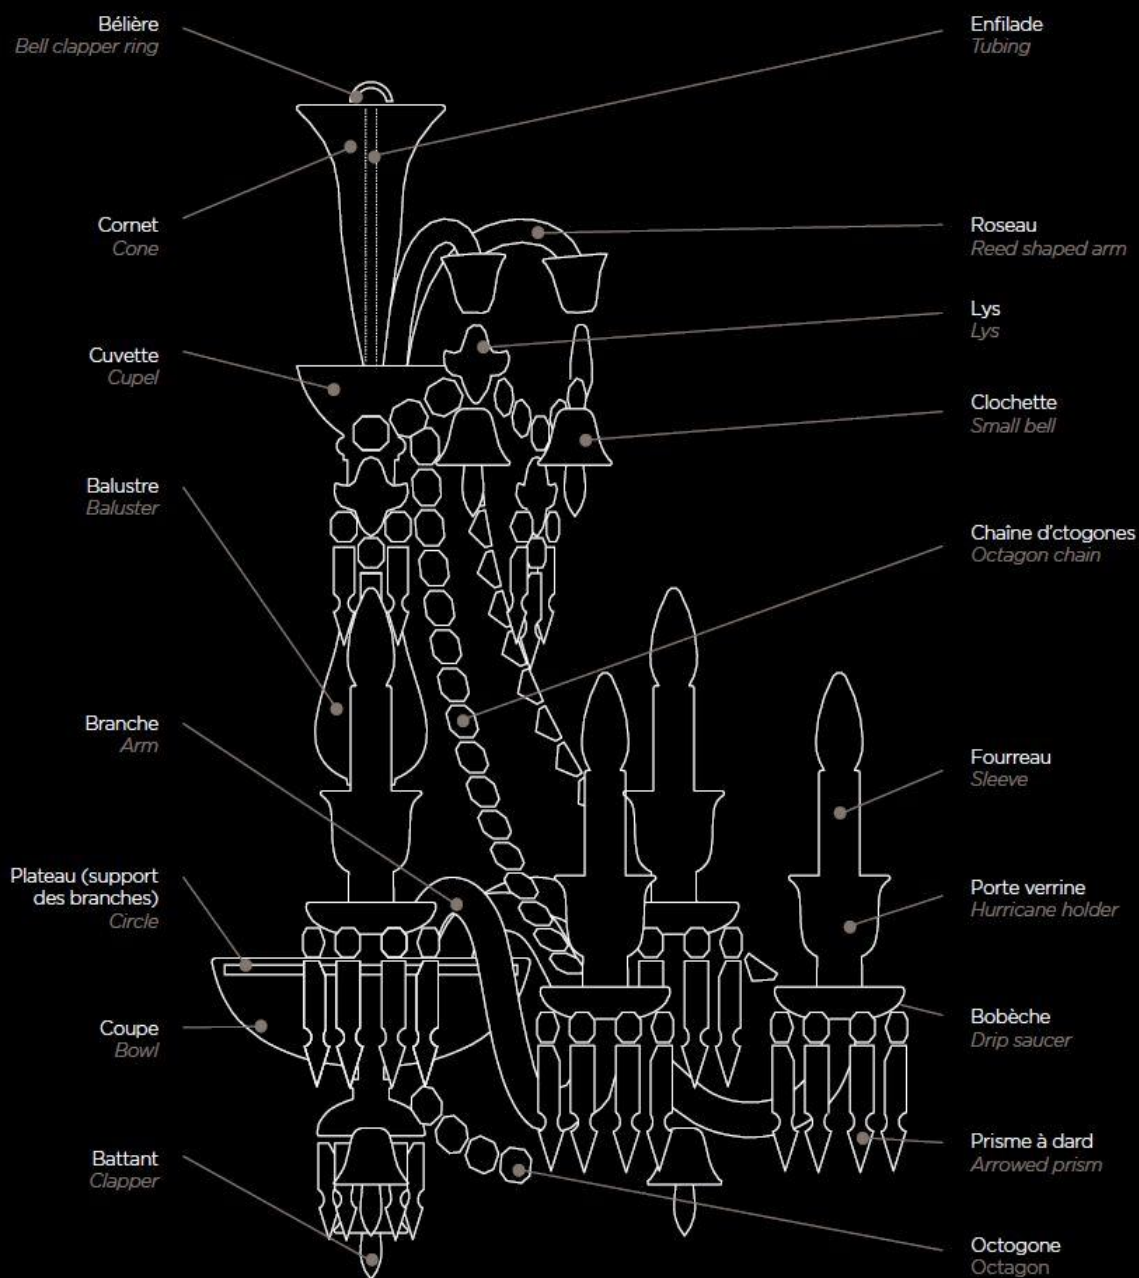 Bélière
Bell clapper ring
Cornet
Cone
Cuvette
Cupel
Balustre
Baluster
Branche
Arm
Plateau (support
des branches)
Circle
Coupe
Bowl
Battant
Clapper
Enfilade
Tubing
Roseau
Reed shaped arm
Lys
Lys
Clochette
Small bell
Chaîne d'ctogones
Octagon chain
Fourreau
Sleeve
Porte verrine
Hurricane holder
Bobèche
Drip saucer
Prisme à dard
Arrowed prism
Octogone
Octagon